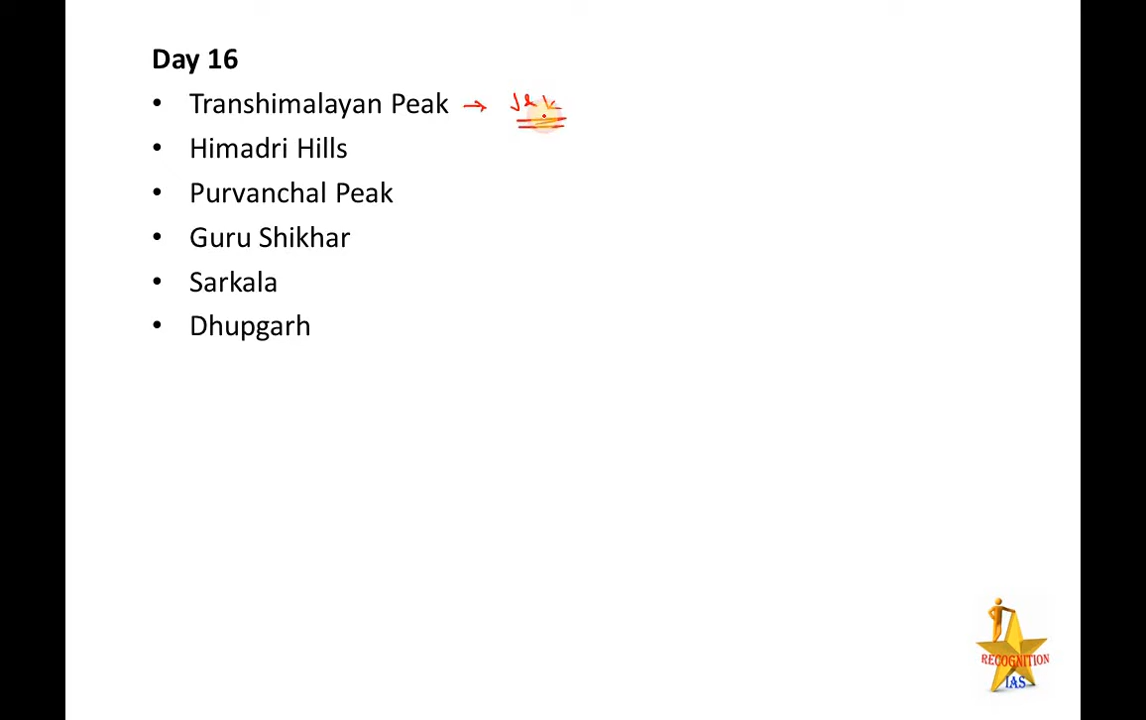 Day 16
• Transhimalayan Peak → J&K
• Himadri Hills
• Purvanchal Peak
• Guru Shikhar
• Sarkala
• Dhupgarh
RECOGNITION
IAS